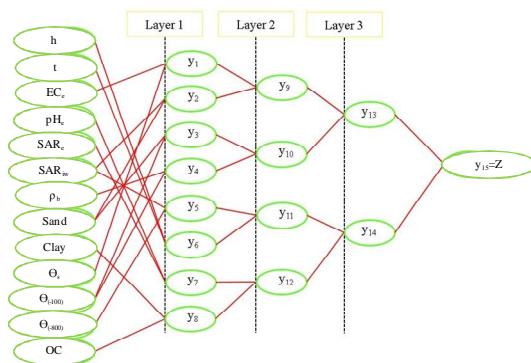 Layer 1 Layer 2 Layer 3
h
t
ECe
pHe
SARe
SARiw
ρb
Sand
Clay
Θs
Θ(-100)
Θ(-800)
OC
y1
y2
y3
y4
y5
y6
y7
y8
y9
y10
y11
y12
y13
y14
y15=Z